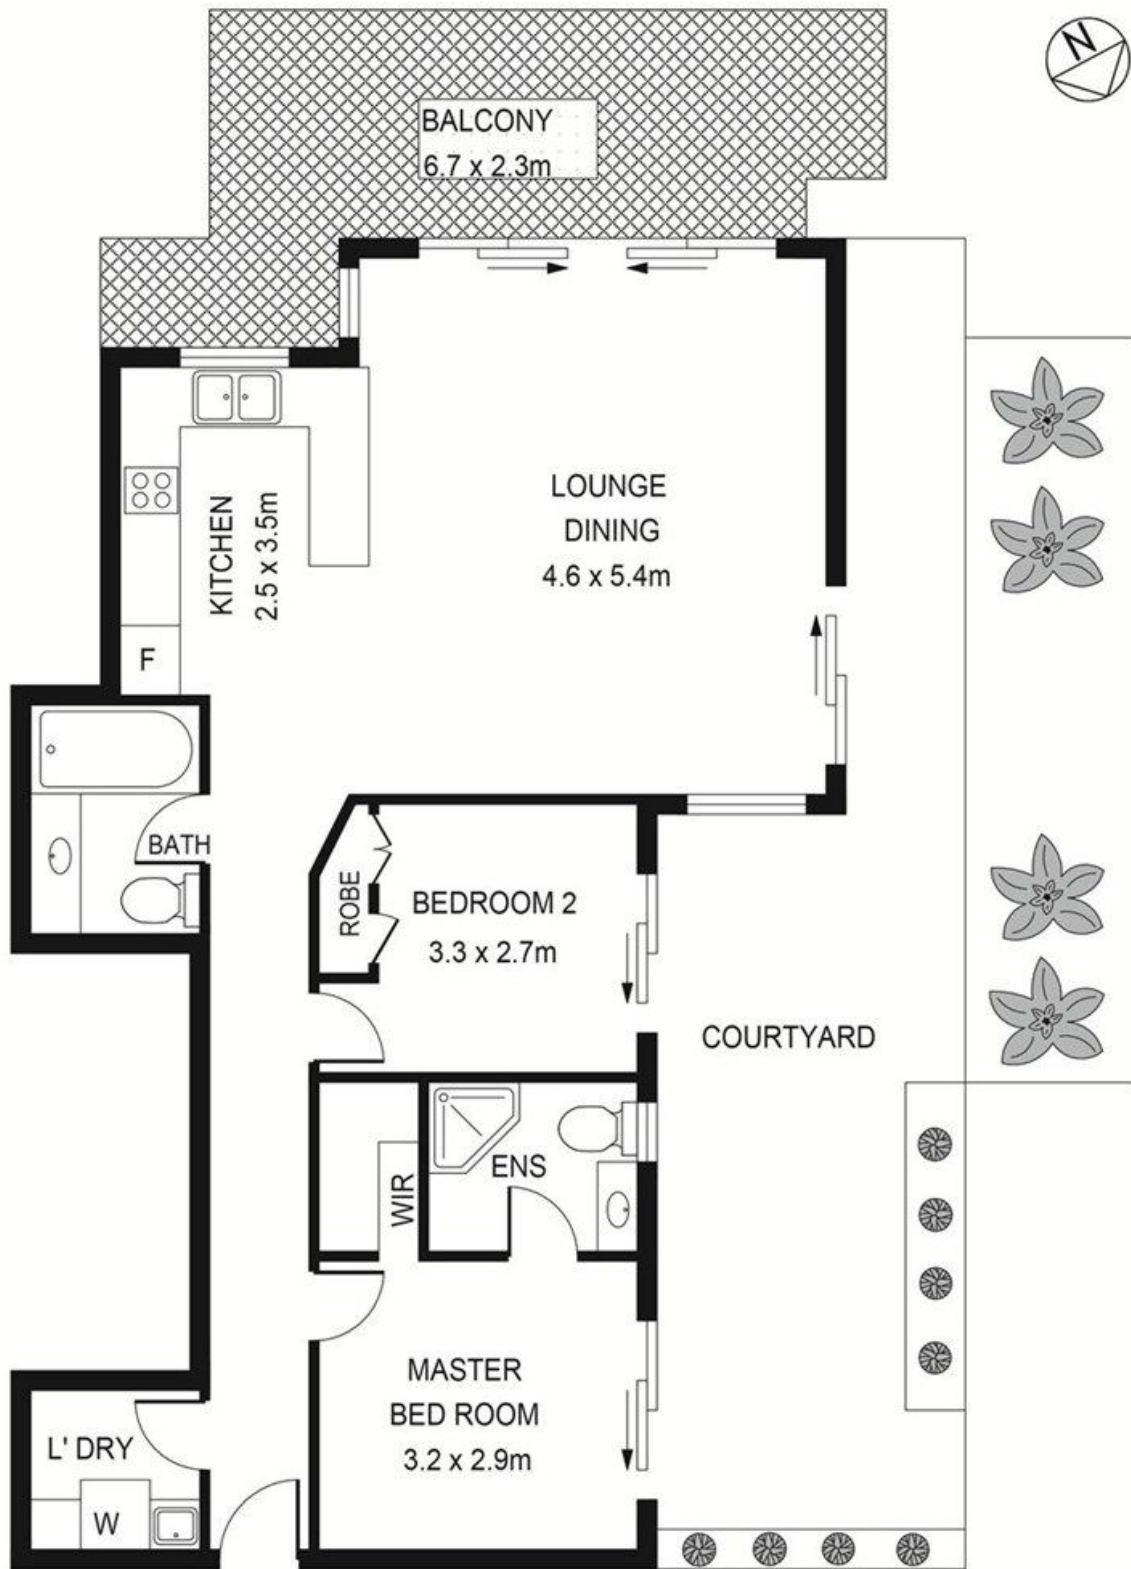 N
BALCONY
6.7 x 2.3m
LOUNGE
DINING
4.6 x 5.4m
KITCHEN
2.5 x 3.5m
F
BATH
ROBE
BEDROOM 2
3.3 x 2.7m
COURTYARD
ENS
WIR
MASTER
BED ROOM
3.2 x 2.9m
L' DRY
W